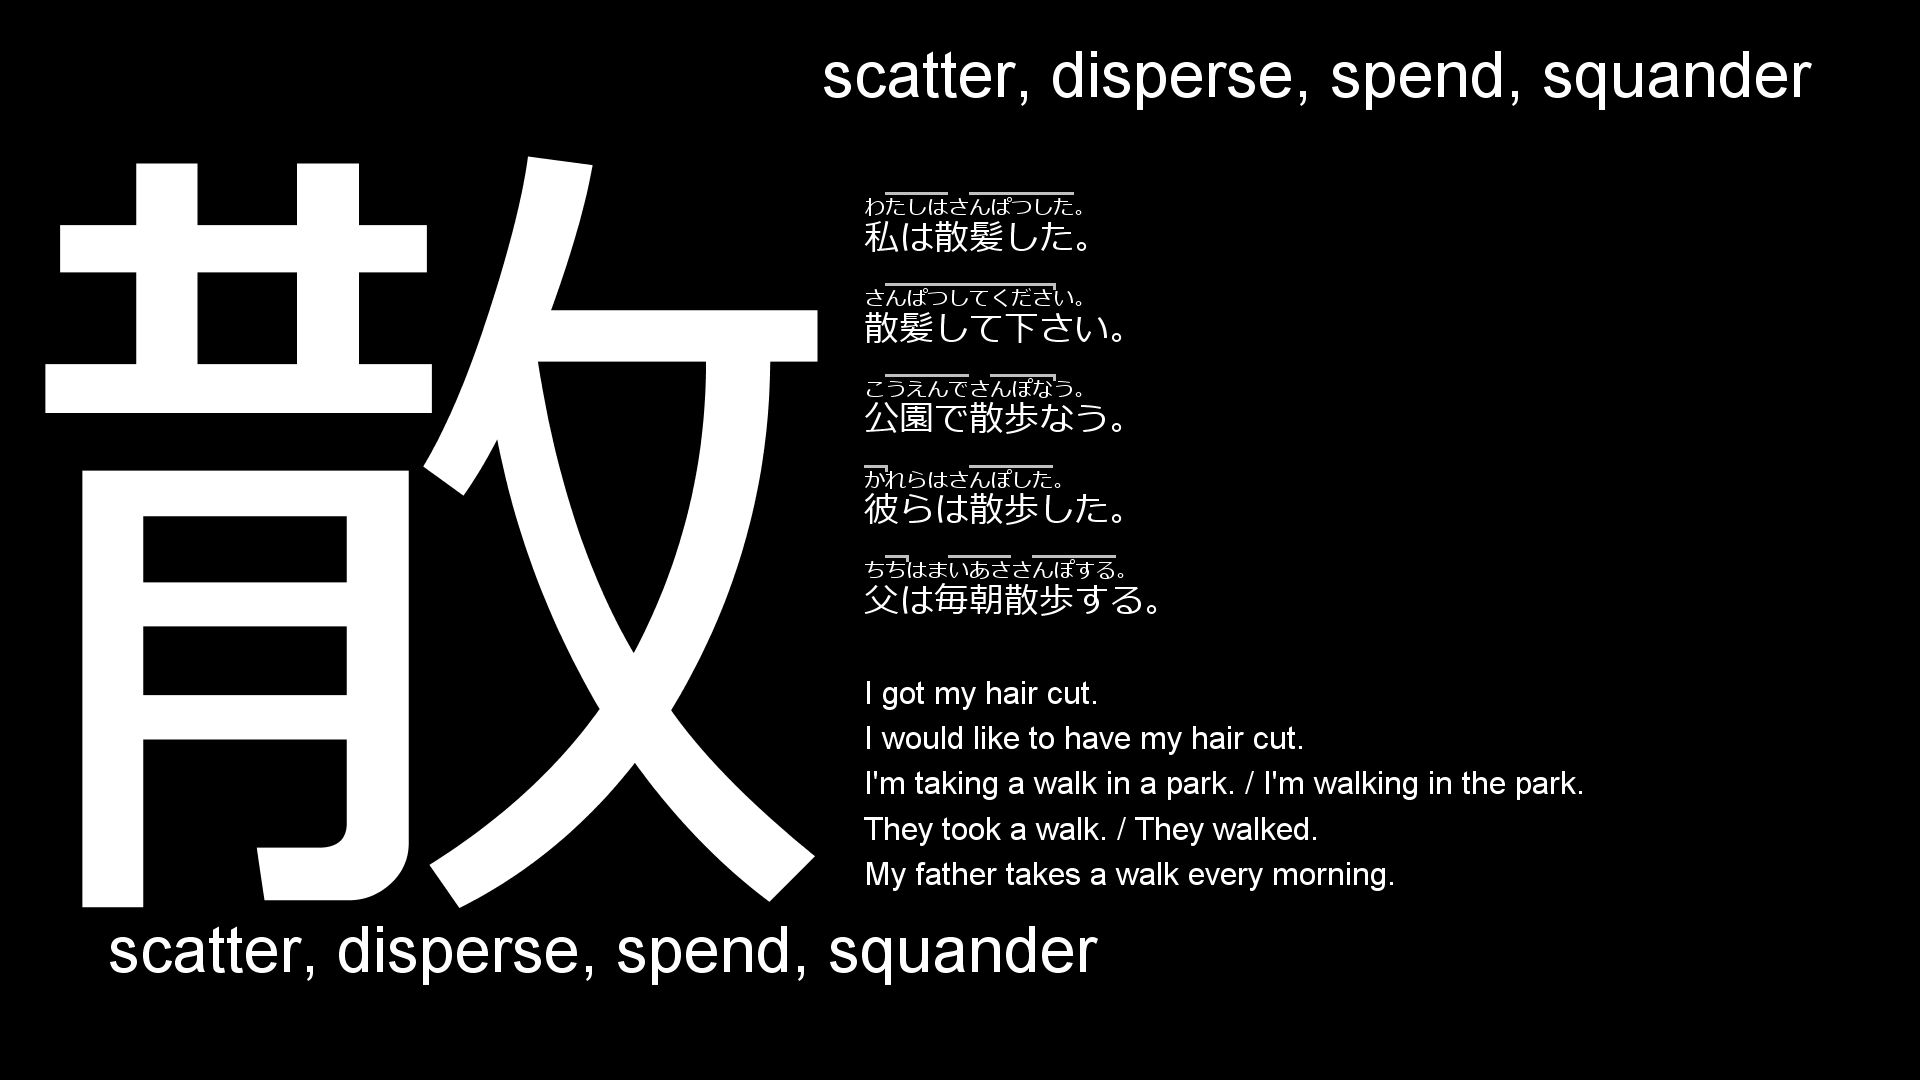 scatter, disperse, spend, squander
散
わたしはさんぱつした。
私は散髪した。
さんぱつしてください。
散髪して下さい。
こうえんでさんぽなう。
公園で散歩なう。
かれらはさんぽした。
彼らは散歩した。
ちちはまいあささんぽする。
父は毎朝散歩する。
I got my hair cut.
I would like to have my hair cut.
I'm taking a walk in a park. / I'm walking in the park.
They took a walk. / They walked.
My father takes a walk every morning.
scatter, disperse, spend, squander